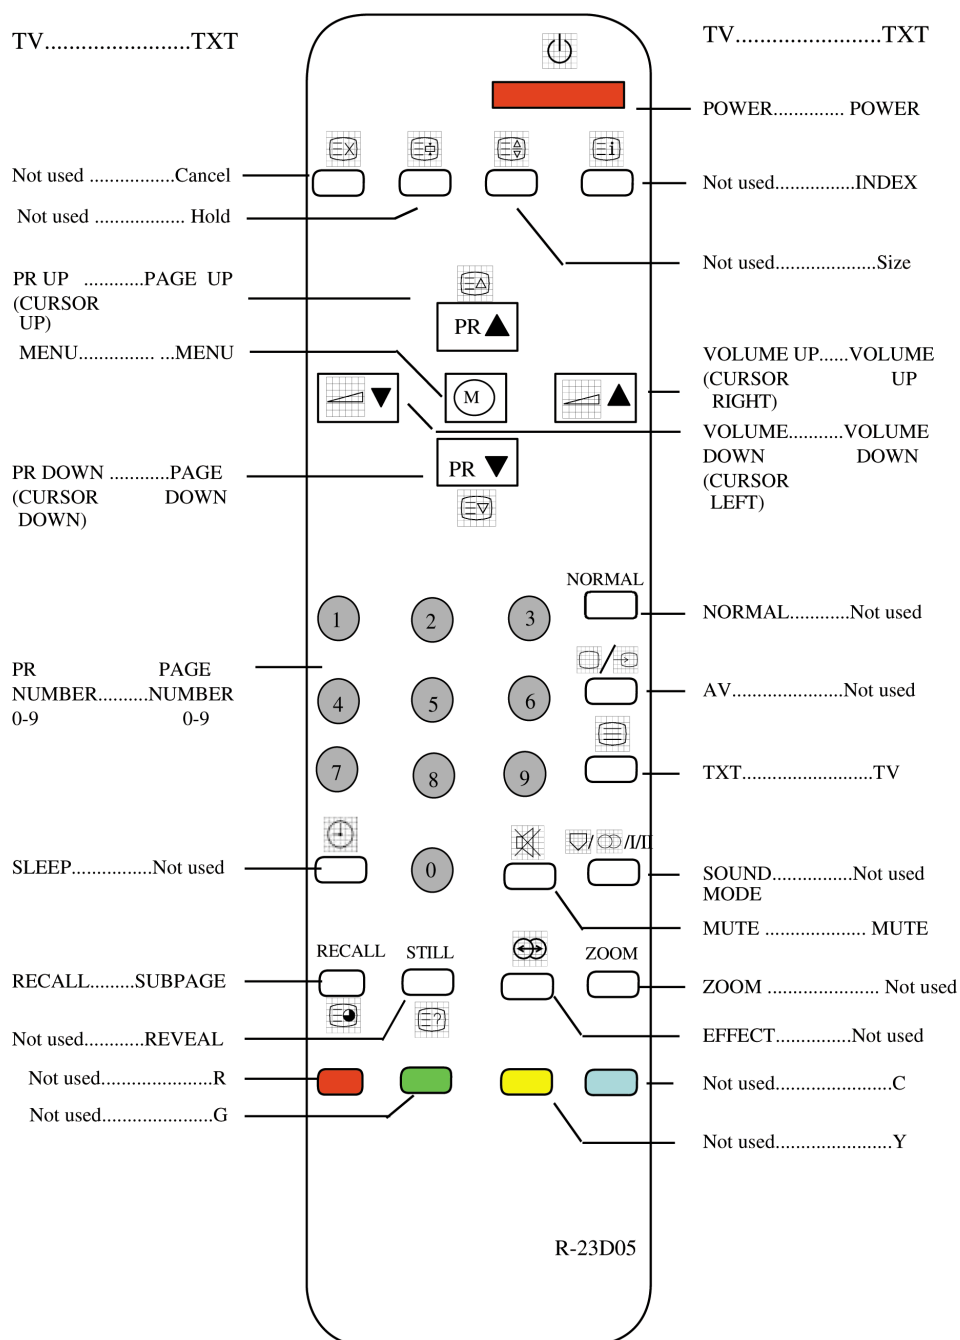 TV........................TXT
TV........................TXT
POWER............... POWER
Not used .................Cancel
Not used...............INDEX
Not used .................. Hold
Not used....................Size
PR UP ............PAGE UP
(CURSOR
UP)
PR
MENU............... ...MENU
VOLUME UP.....VOLUME
(CURSOR UP
RIGHT)
M
VOLUME...........VOLUME
DOWN DOWN
(CURSOR
LEFT)
PR
PR DOWN ............PAGE
(CURSOR DOWN
DOWN)
NORMAL
1 2 3
NORMAL............Not used
PR PAGE
NUMBER..........NUMBER
0-9 0-9
4 5 6
AV.......................Not used
7 8 9
TXT..........................TV
/ /I/II
SLEEP................Not used
0
SOUND................Not used
MODE
MUTE .................... MUTE
RECALL STILL ZOOM
RECALL.........SUBPAGE
ZOOM ...................... Not used
Not used............REVEAL
EFFECT...............Not used
Not used......................R
Not used.......................C
Not used......................G
Not used.......................Y
R-23D05